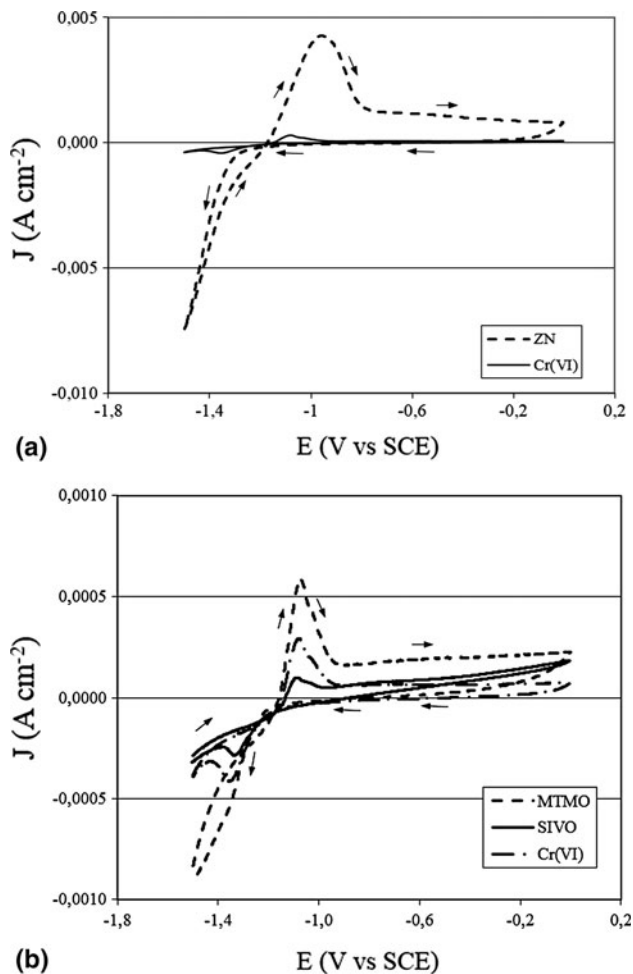 0,005
0,000
-0,005
-0,010
J (A cm⁻²)
ZN
Cr(VI)
-1,8 -1,4 -1 -0,6 -0,2 0,2
(a) E (V vs SCE)
0,0010
0,0005
0,0000
-0,0005
-0,0010
J (A cm⁻²)
MTMO
SIVO
Cr(VI)
-1,8 -1,4 -1,0 -0,6 -0,2 0,2
(b) E (V vs SCE)